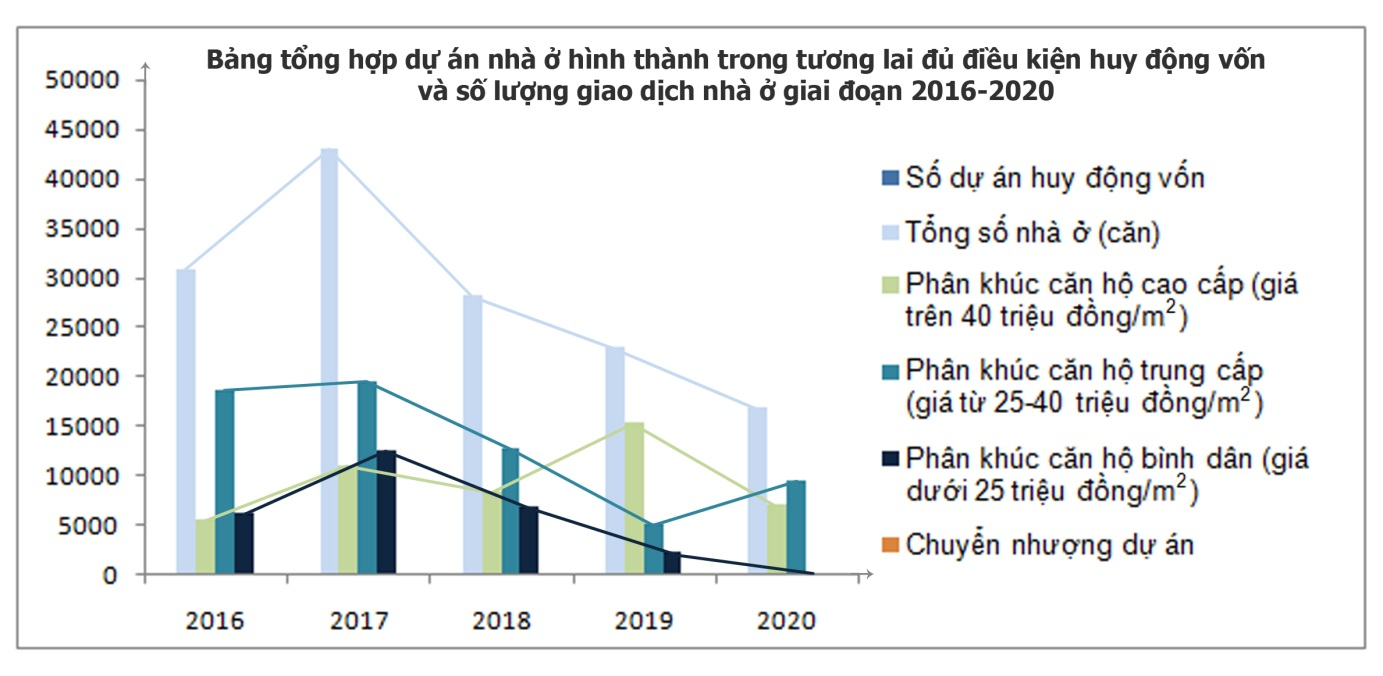 Bảng tổng hợp dự án nhà ở hình thành trong tương lai đủ điều kiện huy động vốn
và số lượng giao dịch nhà ở giai đoạn 2016-2020
50000
45000
40000
35000
30000
25000
20000
15000
10000
5000
0
2016 2017 2018 2019 2020
Số dự án huy động vốn
Tổng số nhà ở (căn)
Phân khúc căn hộ cao cấp (giá
trên 40 triệu đồng/m²)
Phân khúc căn hộ trung cấp
(giá từ 25-40 triệu đồng/m²)
Phân khúc căn hộ bình dân (giá
dưới 25 triệu đồng/m²)
Chuyển nhượng dự án